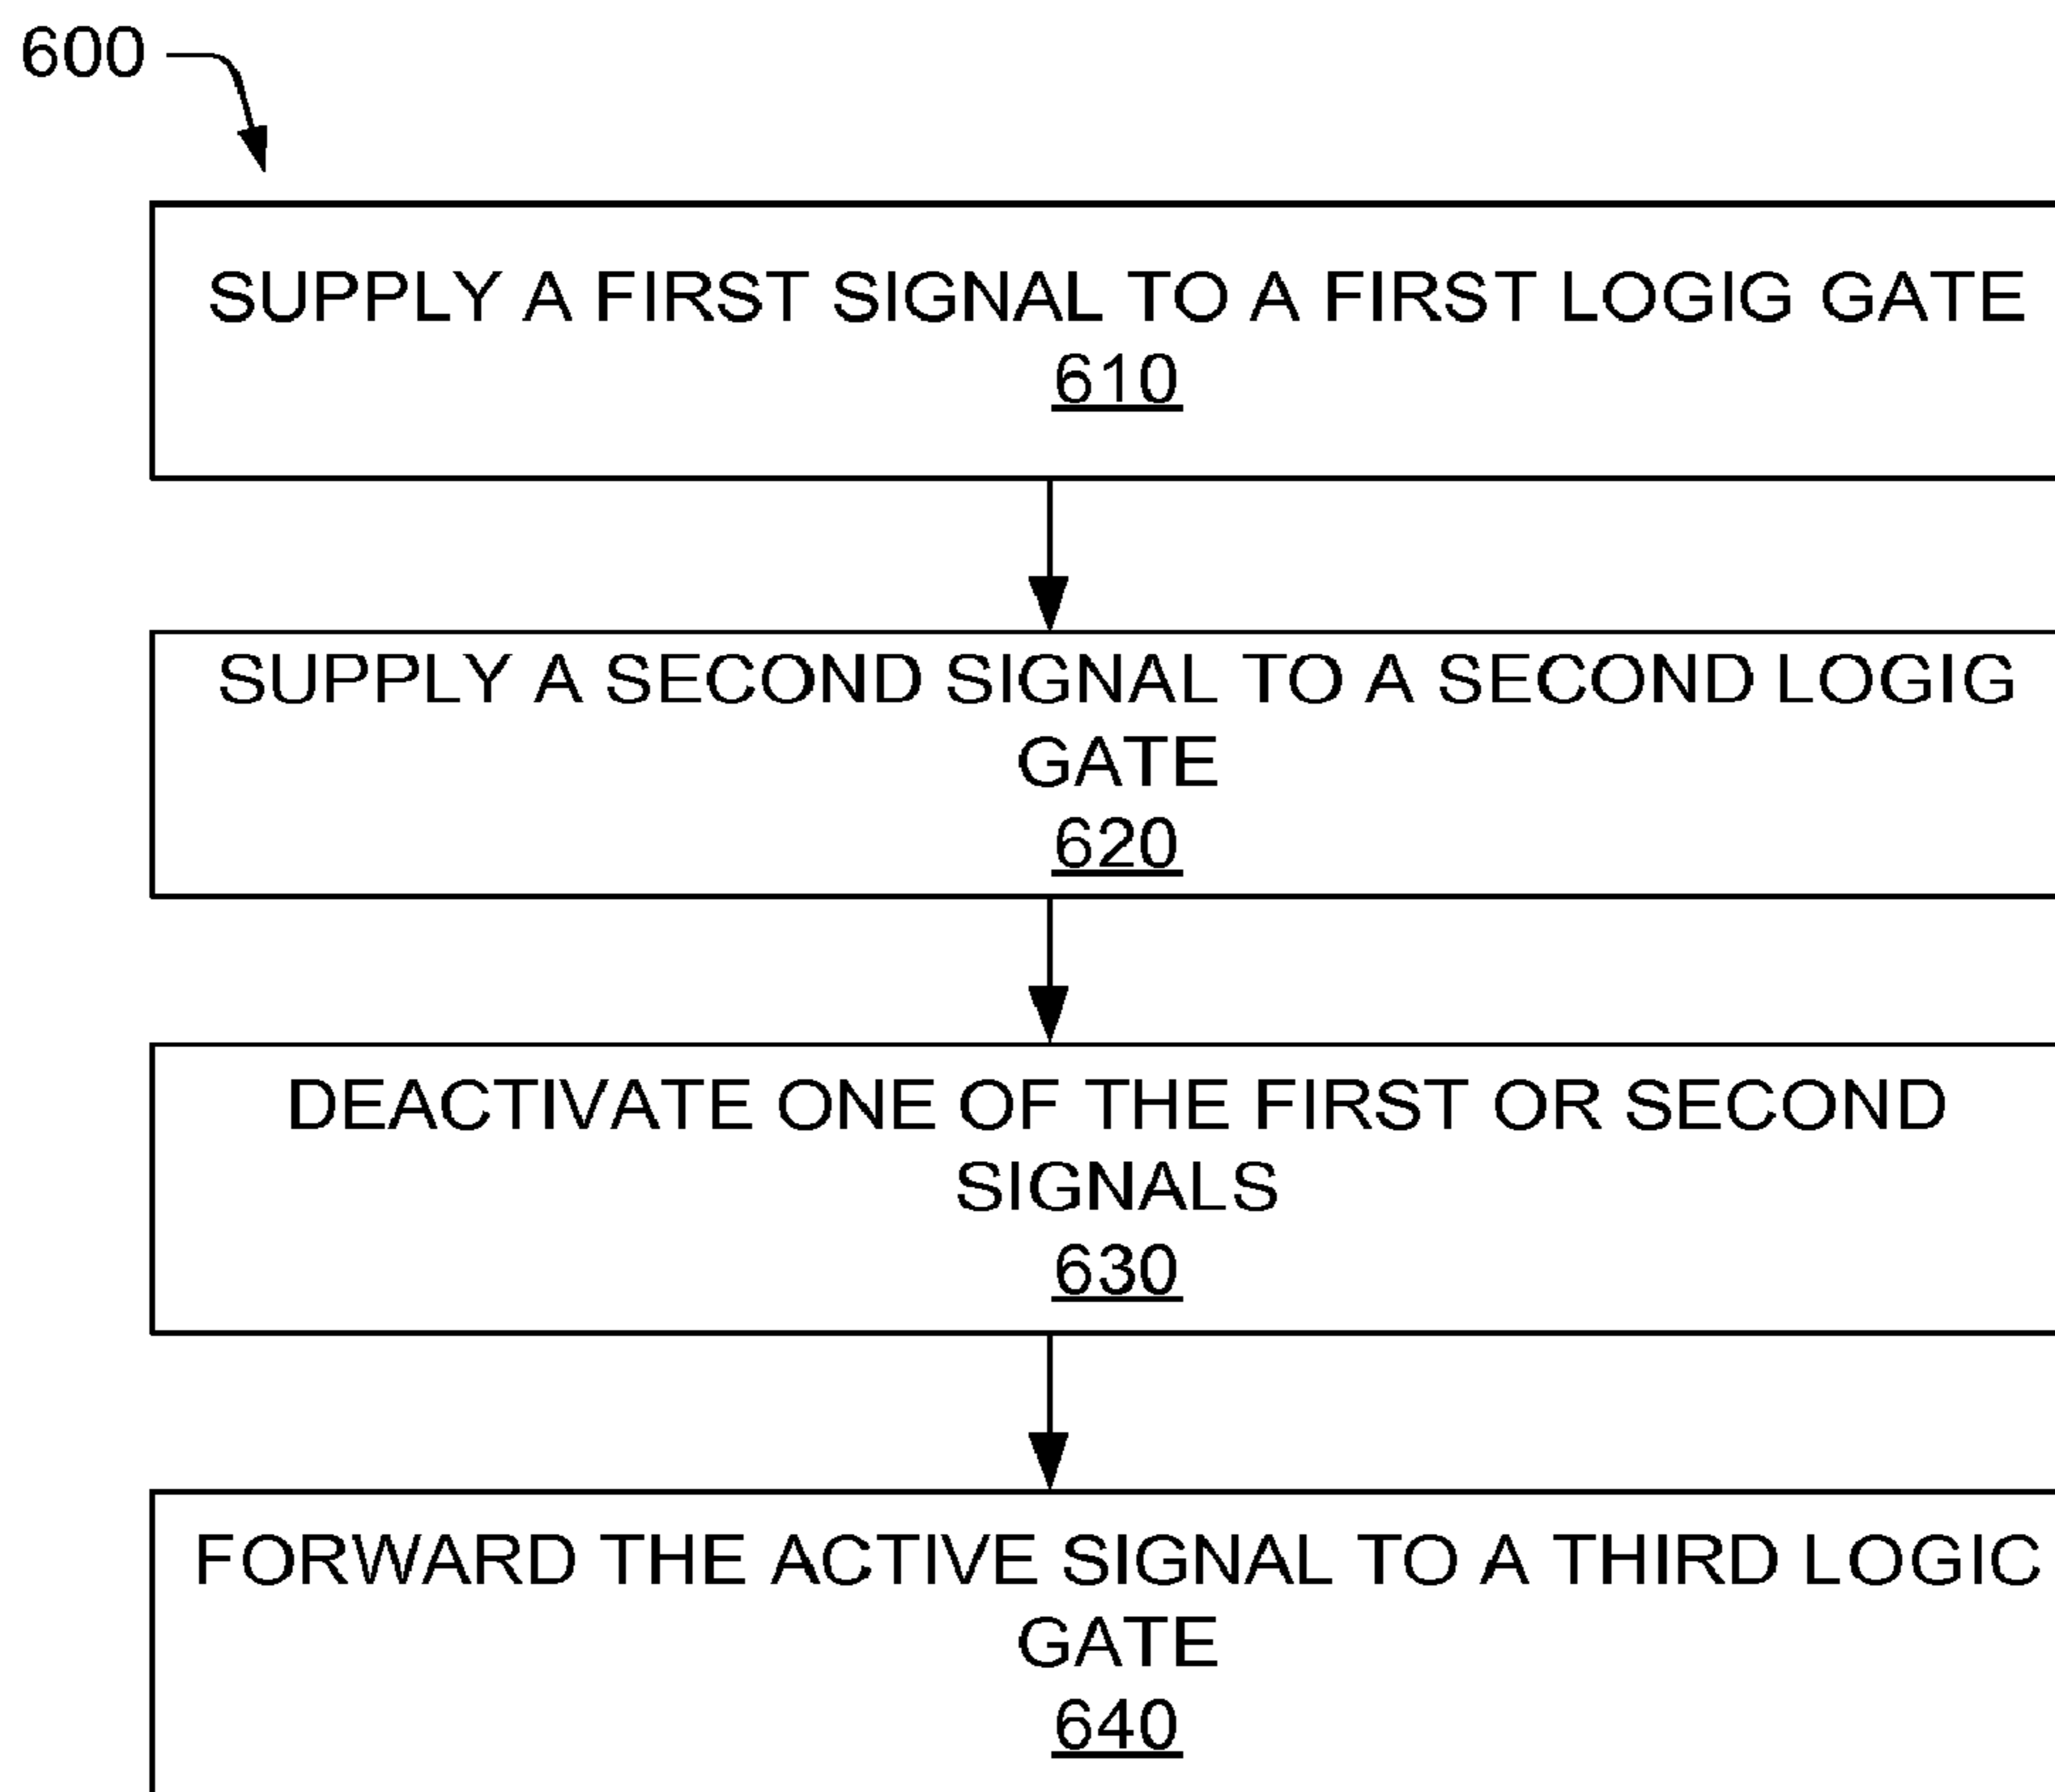 600
SUPPLY A FIRST SIGNAL TO A FIRST LOGIG GATE
610
SUPPLY A SECOND SIGNAL TO A SECOND LOGIG
GATE
620
DEACTIVATE ONE OF THE FIRST OR SECOND
SIGNALS
630
FORWARD THE ACTIVE SIGNAL TO A THIRD LOGIC
GATE
640